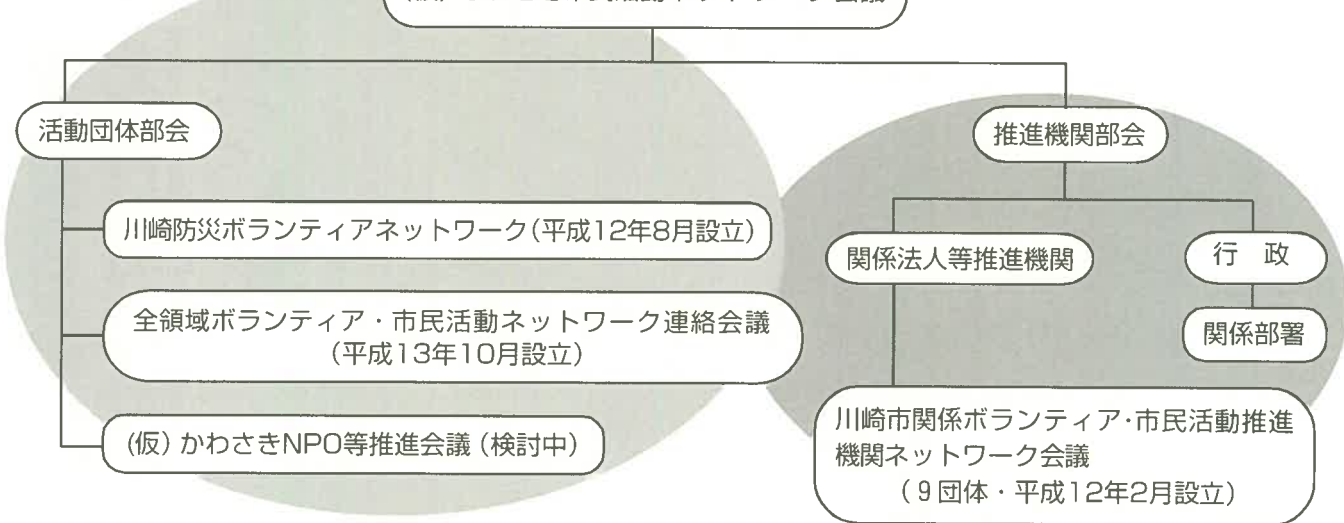 活動団体部会
推進機関部会
川崎防災ボランティアネットワーク(平成12年8月設立)
関係法人等推進機関
行 政
全領域ボランティア・市民活動ネットワーク連絡会議
(平成13年10月設立)
関係部署
(仮)かわさきNPO等推進会議(検討中)
川崎市関係ボランティア・市民活動推進
機関ネットワーク会議
(9団体・平成12年2月設立)